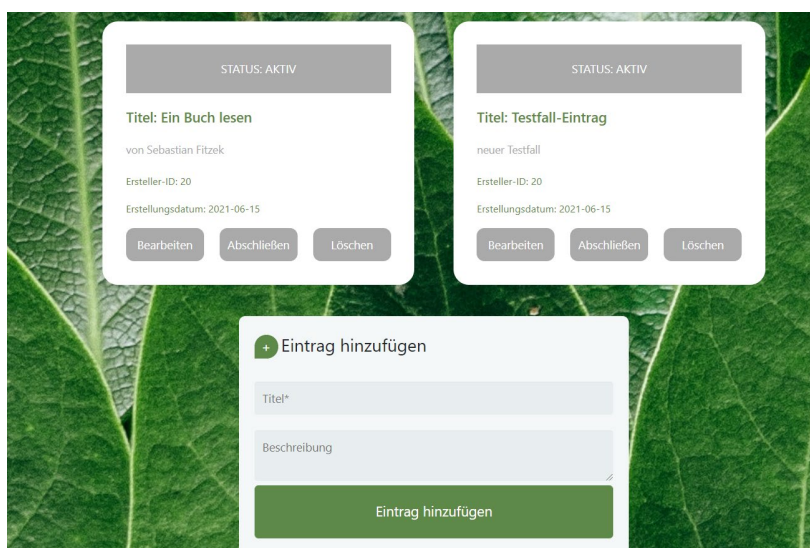 STATUS: AKTIV
Titel: Ein Buch lesen
von Sebastian Fitzek
Ersteller-ID: 20
Erstellungsdatum: 2021-06-15
Bearbeiten Abschließen Löschen
STATUS: AKTIV
Titel: Testfall-Eintrag
neuer Testfall
Ersteller-ID: 20
Erstellungsdatum: 2021-06-15
Bearbeiten Abschließen Löschen
+ Eintrag hinzufügen
Titel*
Beschreibung
Eintrag hinzufügen